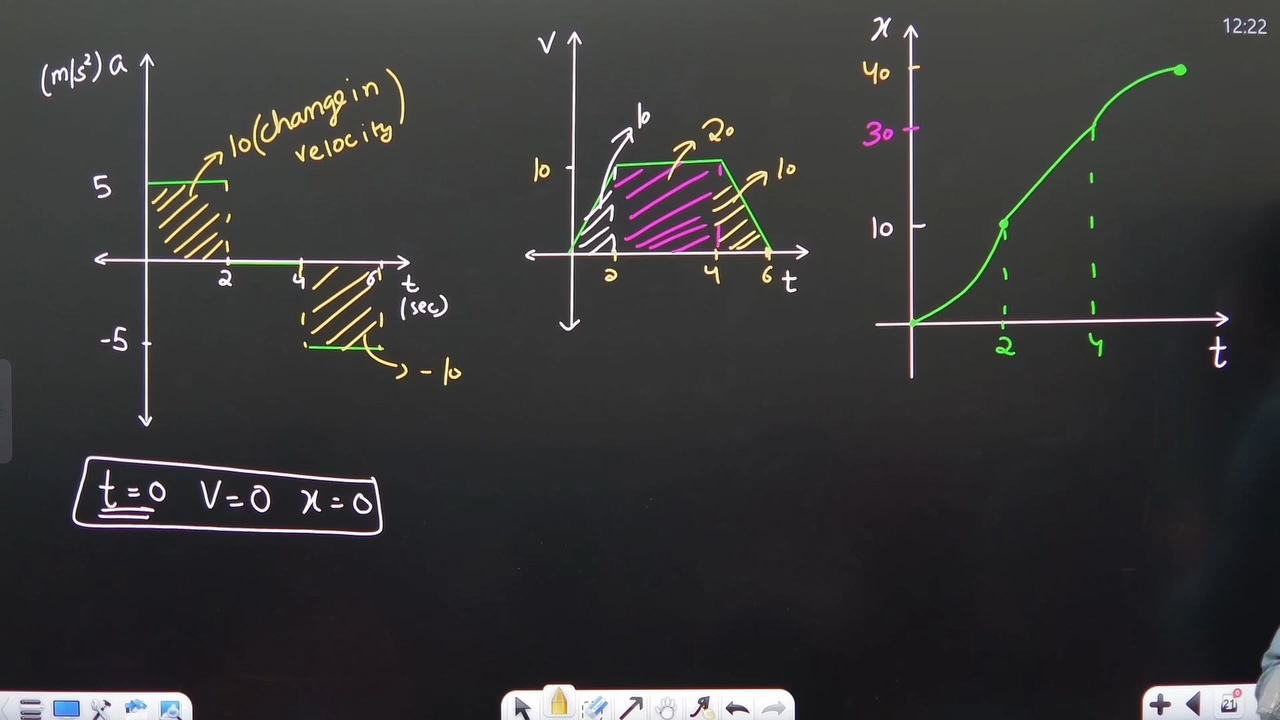 12:22
(m/s²) a
10 (change in
velocity)
5
2
4
6
t
(sec)
-5
-10
V
10
20
10
10
2
4
6
t
x
40
30
10
2
4
t
t=0 V=0 x=0
21